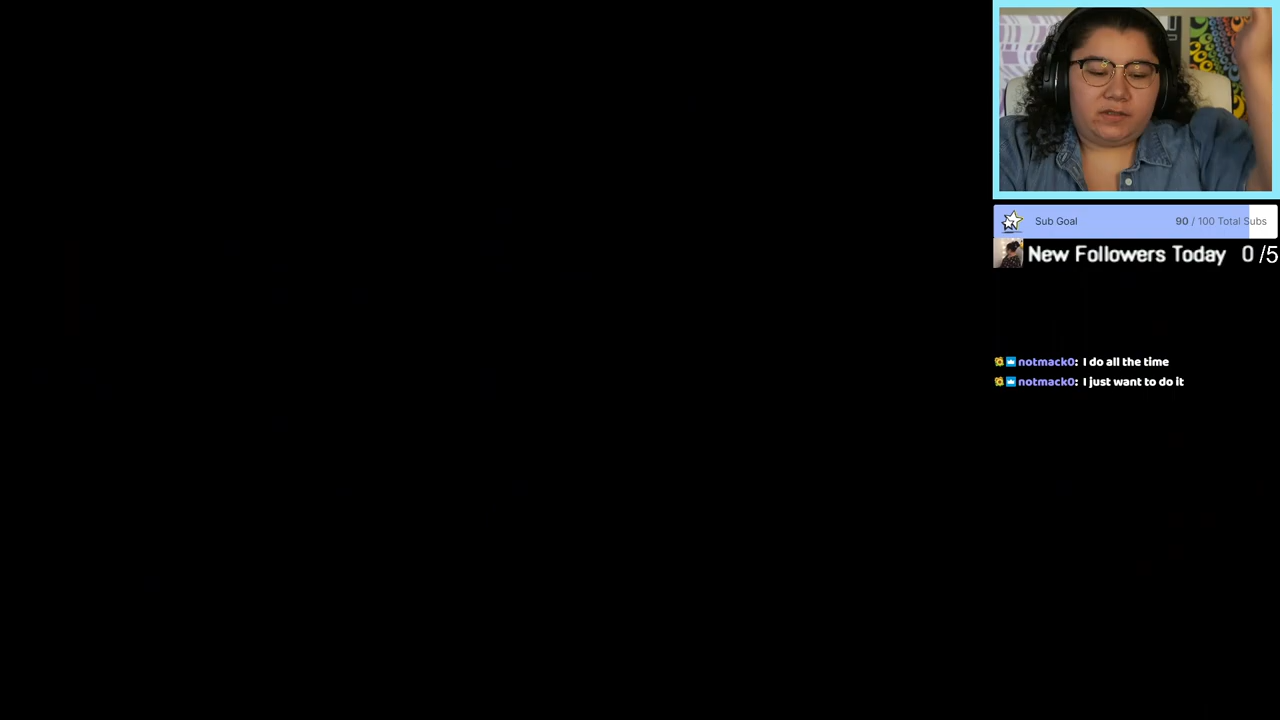 Sub Goal 90 / 100 Total Subs
New Followers Today 0 /5
notmack0: I do all the time
notmack0: I just want to do it